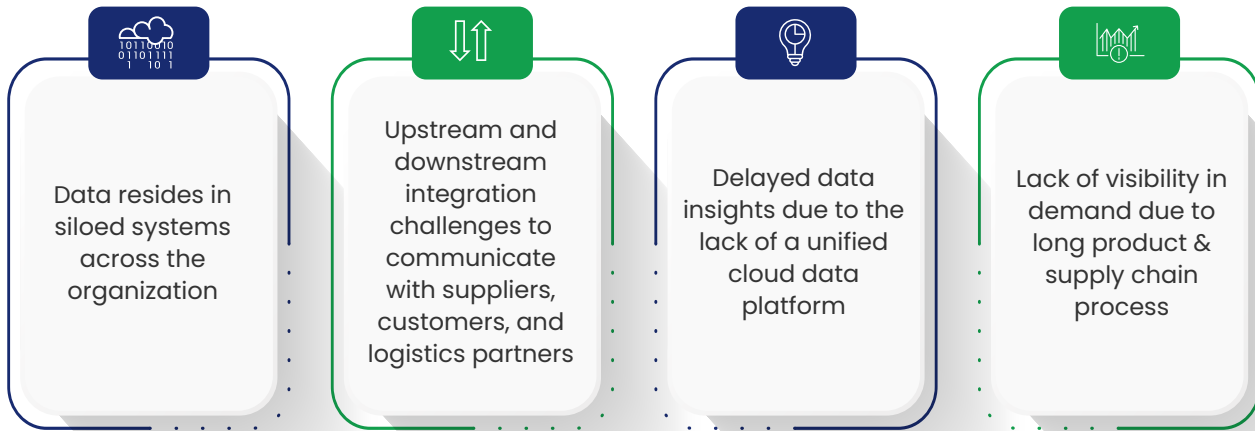 10110010
01101111
1 10 1
Data resides in
siloed systems
across the
organization
Upstream and
downstream
integration
challenges to
communicate
with suppliers,
customers, and
logistics partners
Delayed data
insights due to the
lack of a unified
cloud data
platform
Lack of visibility in
demand due to
long product &
supply chain
process